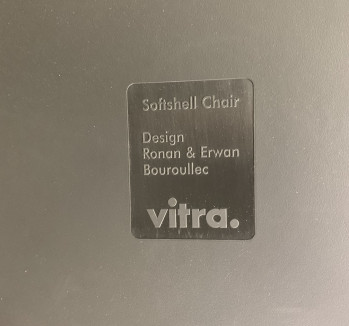 Softshell Chair
Design
Ronan & Erwan
Bouroullec
vitra.